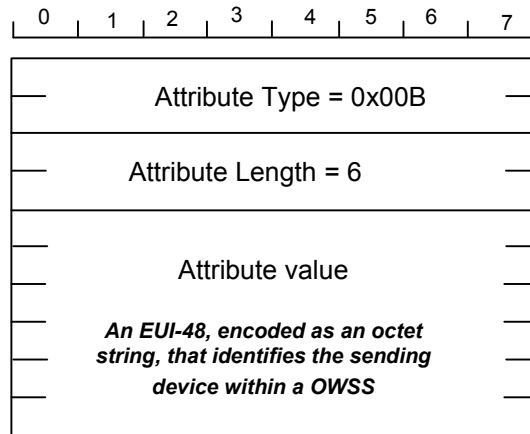 0 1 2 3 4 5 6 7
Attribute Type = 0x00B
Attribute Length = 6
Attribute value
An EUI-48, encoded as an octet
string, that identifies the sending
device within a OWSS